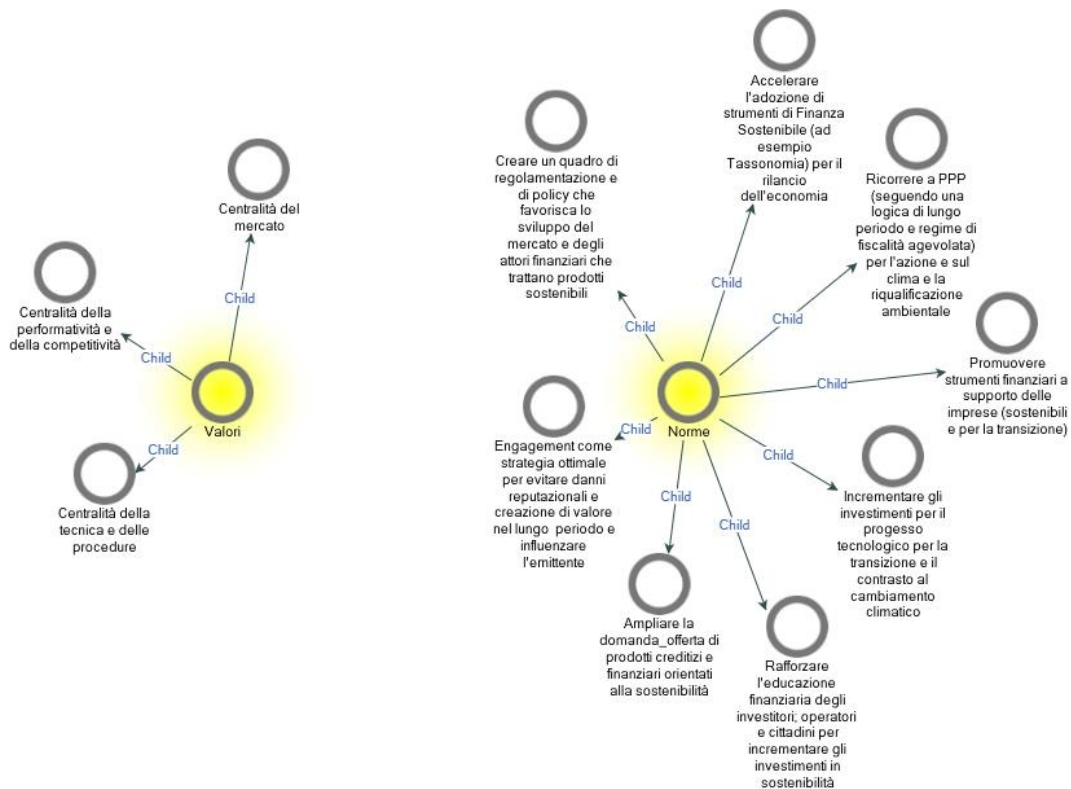 Centralità del
mercato
Child
Centralità della
performatività e
della competitività
Child
Valori
Child
Centralità della
tecnica e delle
procedure
Accelerare
l'adozione di
strumenti di Finanza
Sostenibile (ad
esempio
Tassonomia) per il
rilancio
dell'economia
Child
Creare un quadro di
regolamentazione e
di policy che
favorisca lo
sviluppo del
mercato e degli
attori finanziari che
trattano prodotti
sostenibili
Child
Ricorrere a PPP
(seguendo una
logica di lungo
periodo e regime di
fiscalità agevolata)
per l'azione e sul
clima e la
riqualificazione
ambientale
Child
Promuovere
strumenti finanziari a
supporto delle
imprese (sostenibili
e per la transizione)
Child
Norme
Child
Engagement come
strategia ottimale
per evitare danni
reputazionali e
creazione di valore
nel lungo periodo e
influenzare
l'emittente
Child
Incrementare gli
investimenti per il
progesso
tecnologico per la
transizione e il
contrasto al
cambiamento
climatico
Child
Ampliare la
domanda_offerta di
prodotti creditizi e
finanziari orientati
alla sostenibilità
Child
Rafforzare
l'educazione
finanziaria degli
investitori; operatori
e cittadini per
incrementare gli
investimenti in
sostenibilità